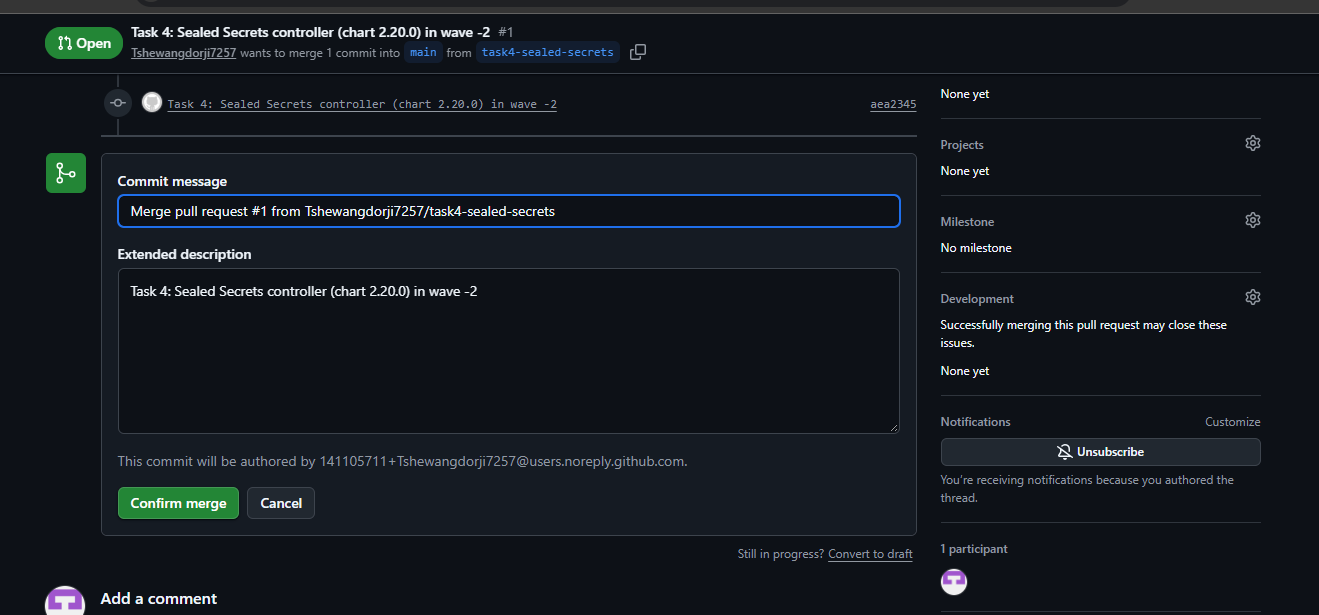 Open
Task 4: Sealed Secrets controller (chart 2.20.0) in wave -2 #1
Tshewangdorji7257 wants to merge 1 commit into main from task4-sealed-secrets
Task 4: Sealed Secrets controller (chart 2.20.0) in wave -2
aea2345
Commit message
Merge pull request #1 from Tshewangdorji7257/task4-sealed-secrets
Extended description
Task 4: Sealed Secrets controller (chart 2.20.0) in wave -2
This commit will be authored by 141105711+Tshewangdorji7257@users.noreply.github.com.
Confirm merge
Cancel
Still in progress? Convert to draft
Add a comment
None yet
Projects
None yet
Milestone
No milestone
Development
Successfully merging this pull request may close these
issues.
None yet
Notifications
Customize
Unsubscribe
You're receiving notifications because you authored the
thread.
1 participant